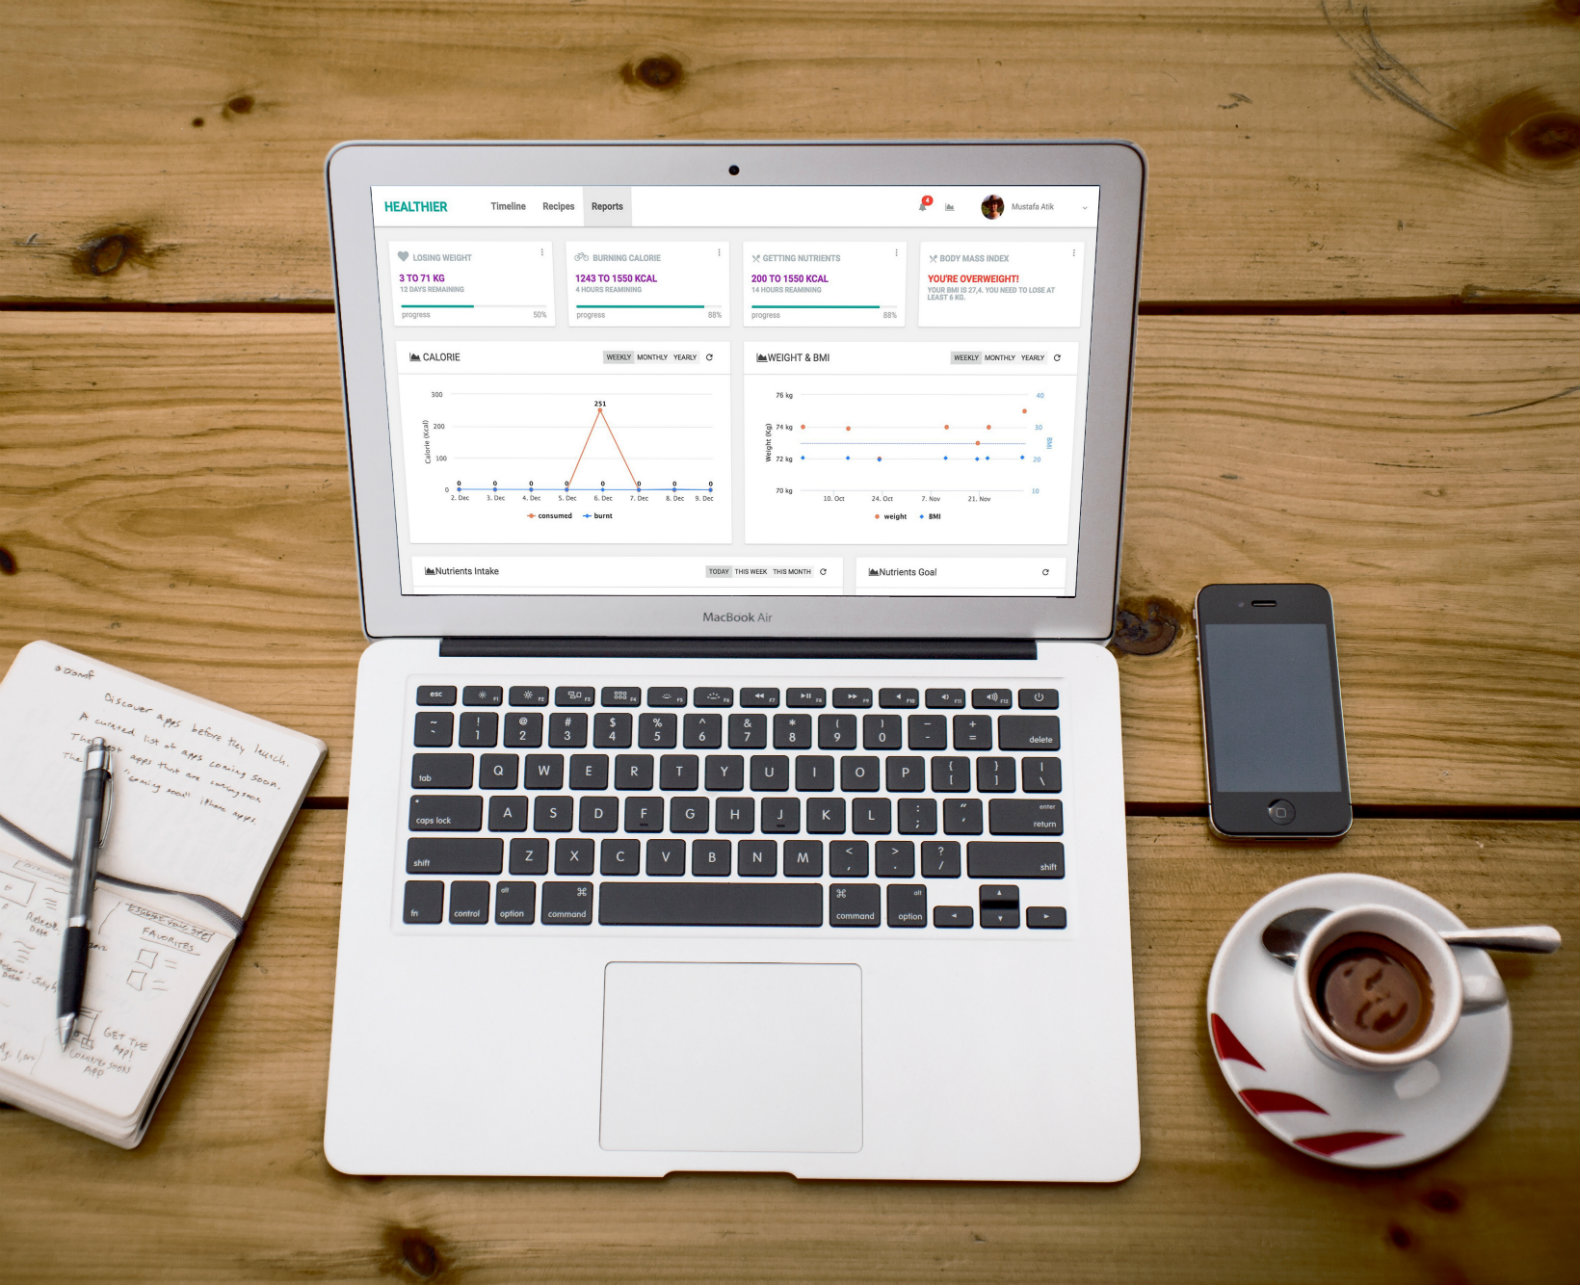 HEALTHIER Timeline Recipes Reports 4 Mustafa Atik
LOSING WEIGHT
3 TO 71 KG
12 DAYS REMAINING
progress 50%
BURNING CALORIE
1243 TO 1550 KCAL
4 HOURS REAMINING
progress 88%
GETTING NUTRIENTS
200 TO 1550 KCAL
14 HOURS REAMINING
progress 88%
BODY MASS INDEX
YOU'RE OVERWEIGHT!
YOUR BMI IS 27,4. YOU NEED TO LOSE AT
LEAST 6 KG.
CALORIE WEEKLY MONTHLY YEARLY
300
251
200
100
0
Calorie (Kcal)
0 0 0 0 0 0 0 0
2. Dec 3. Dec 4. Dec 5. Dec 6. Dec 7. Dec 8. Dec 9. Dec
consumed burnt
WEIGHT & BMI WEEKLY MONTHLY YEARLY
76 kg 40
74 kg 30
72 kg 20
70 kg 10
Weight (Kg)
BMI
10. Oct 24. Oct 7. Nov 21. Nov
weight BMI
Nutrients Intake TODAY THIS WEEK THIS MONTH
Nutrients Goal
MacBook Air
esc F1 F2 F3 F4 F5 F6 F7 F8 F9 F10 F11 F12
~ ! @ # $ % ^ & * ( ) – +
` 1 2 3 4 5 6 7 8 9 0 - = delete
tab Q W E R T Y U I O P { [ } ] | \
caps lock A S D F G H J K L : ; " ' enter return
shift Z X C V B N M < , > . ? / shift
fn control alt option ⌘ command ⌘ command alt option
Discover apps before they launch.
A curated list of apps coming soon.
The best apps that are coming soon
The "coming soon" iPhone apps.
Release
Date
FAVORITES
GET THE
APP!
COMING SOON
APP